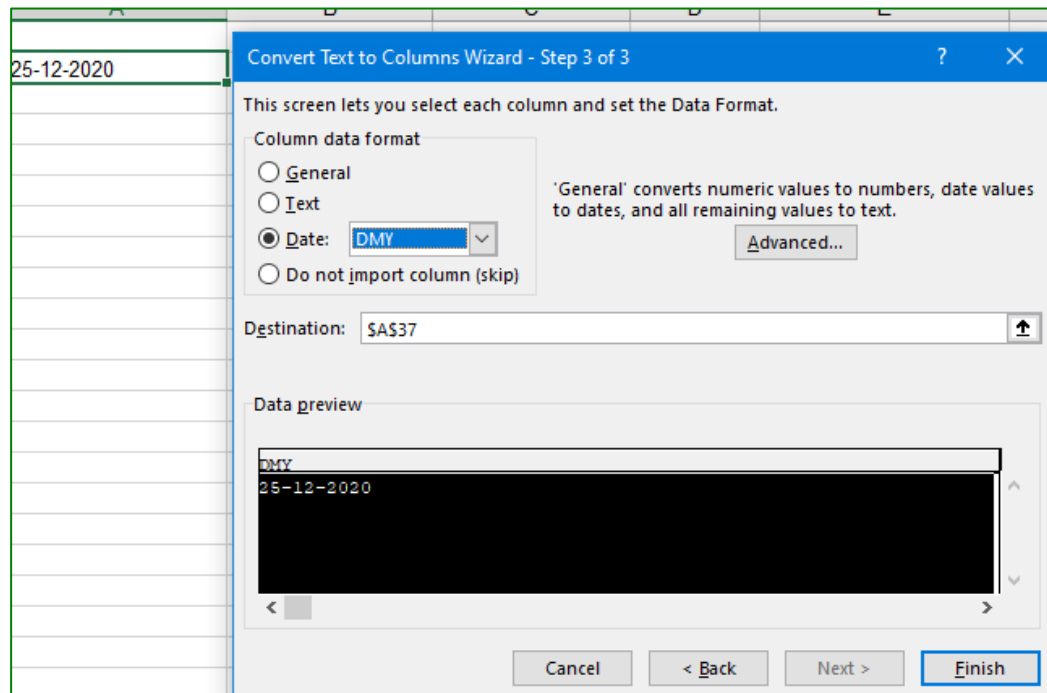 25-12-2020
Convert Text to Columns Wizard - Step 3 of 3
?
This screen lets you select each column and set the Data Format.
Column data format
General
Text
Date: DMY
Do not import column (skip)
'General' converts numeric values to numbers, date values
to dates, and all remaining values to text.
Advanced...
Destination: $A$37
Data preview
DMY
25-12-2020
Cancel
< Back
Next >
Finish